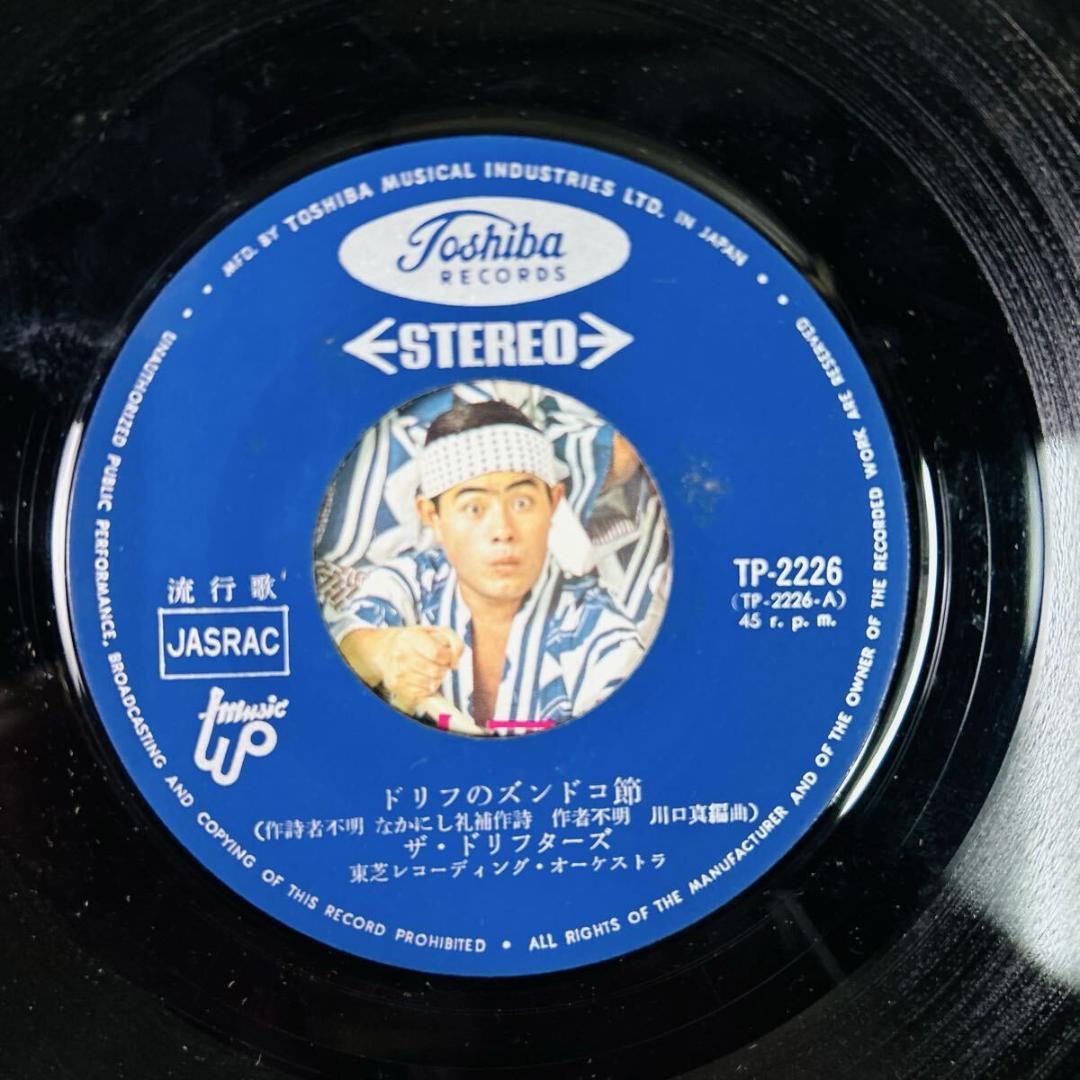 MFD. BY TOSHIBA MUSICAL INDUSTRIES LTD. IN JAPAN
Toshiba
RECORDS
STEREO
TP-2226
(TP-2226-A)
45 r. p. m.
流行歌
JASRAC
music
up
ドリフのズンドコ節
(作詩者不明 なかにし礼補作詩 作者不明 川口真編曲)
ザ・ドリフターズ
東芝レコーディング・オーケストラ
UNAUTHORIZED PUBLIC PERFORMANCE, BROADCASTING AND COPYING OF THIS RECORD PROHIBITED • ALL RIGHTS OF THE MANUFACTURER AND OF THE OWNER OF THE RECORDED WORK ARE RESERVED